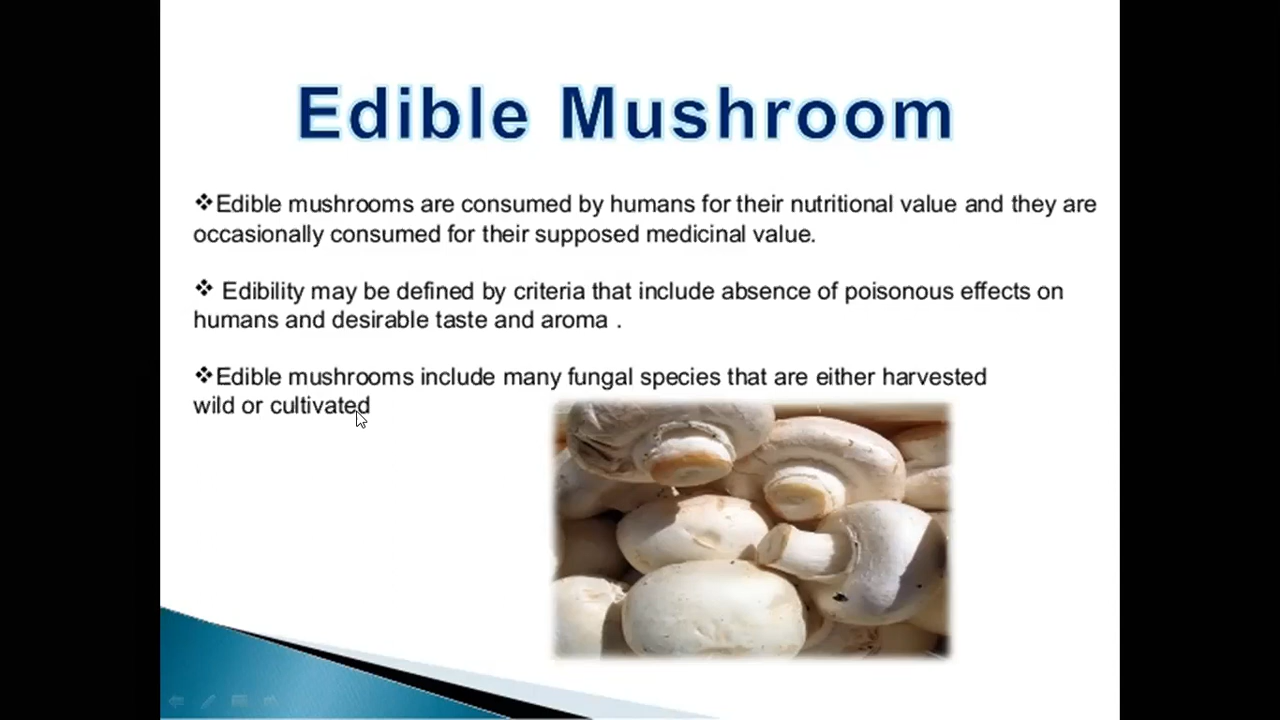 Edible Mushroom
❖Edible mushrooms are consumed by humans for their nutritional value and they are
occasionally consumed for their supposed medicinal value.
❖ Edibility may be defined by criteria that include absence of poisonous effects on
humans and desirable taste and aroma .
❖Edible mushrooms include many fungal species that are either harvested
wild or cultivated